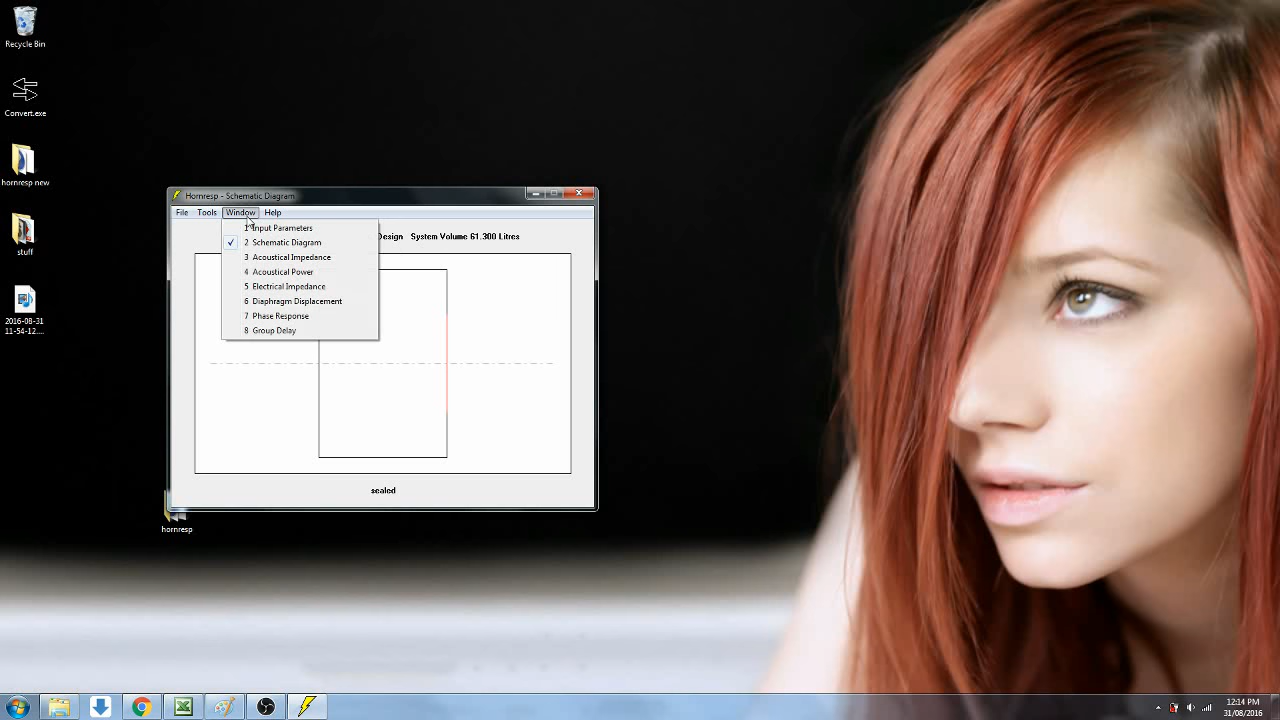 Recycle Bin
Convert.exe
hornresp new
stuff
2016-08-31
11-54-12....
Hornresp - Schematic Diagram
File Tools Window Help
Design System Volume 61.300 Litres
1 Input Parameters
2 Schematic Diagram
3 Acoustical Impedance
4 Acoustical Power
5 Electrical Impedance
6 Diaphragm Displacement
7 Phase Response
8 Group Delay
sealed
hornresp
12:14 PM
31/08/2016